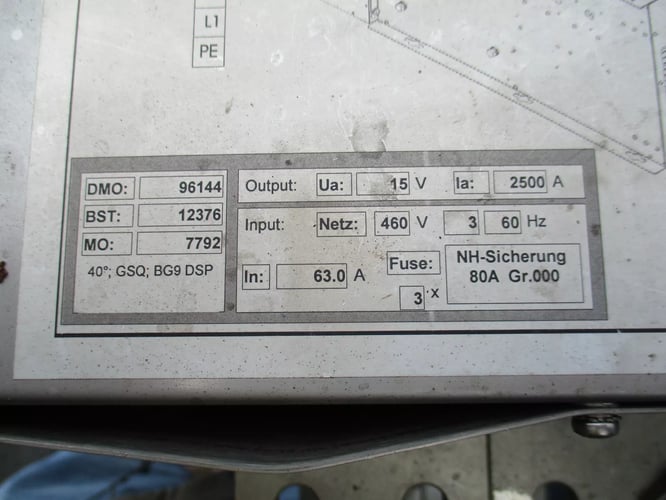 L1
PE
DMO: 96144
BST: 12376
MO: 7792
40°; GSQ; BG9 DSP
Output: Ua: 15 V Ia: 2500 A
Input: Netz: 460 V 3 60 Hz
In: 63.0 A Fuse: 3 x
NH-Sicherung
80A Gr.000